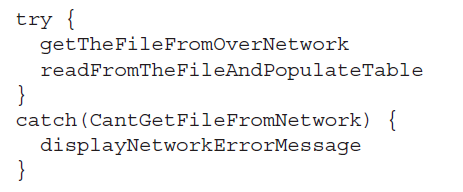 try {
  getTheFileFromOverNetwork
  readFromTheFileAndPopulateTable
}
catch(CantGetFileFromNetwork) {
  displayNetworkErrorMessage
}